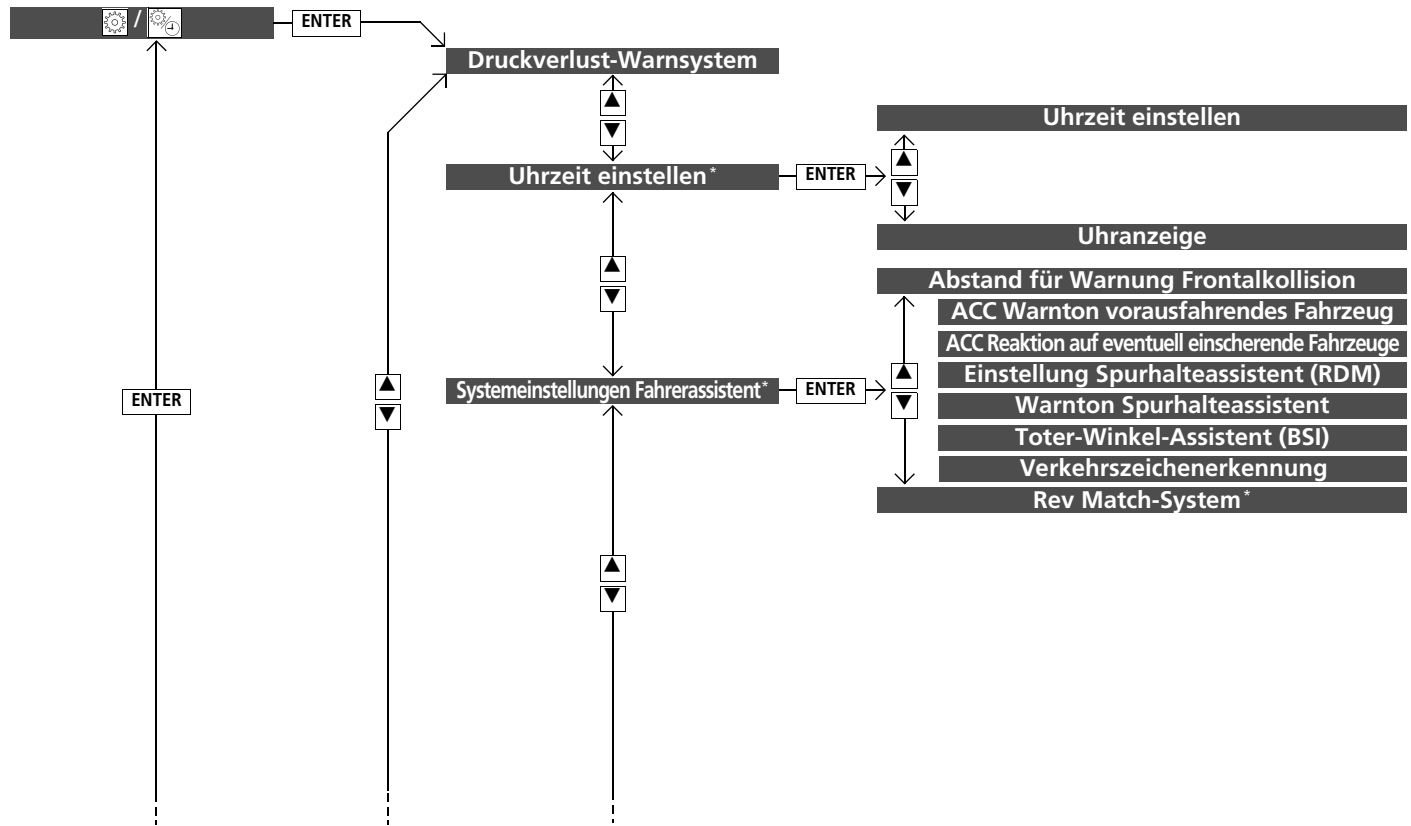 /
ENTER
Druckverlust-Warnsystem
▲
▼
Uhrzeit einstellen*
ENTER
▲
▼
Uhrzeit einstellen
Uhranzeige
▲
▼
Systemeinstellungen Fahrerassistent*
ENTER
▲
▼
Abstand für Warnung Frontalkollision
ACC Warnton vorausfahrendes Fahrzeug
ACC Reaktion auf eventuell einscherende Fahrzeuge
Einstellung Spurhalteassistent (RDM)
Warnton Spurhalteassistent
Toter-Winkel-Assistent (BSI)
Verkehrszeichenerkennung
Rev Match-System*
ENTER
▲
▼
▲
▼